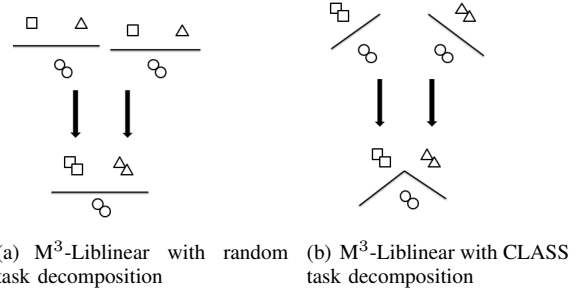 (a) M³-Liblinear with random
task decomposition
(b) M³-Liblinear with CLASS
task decomposition